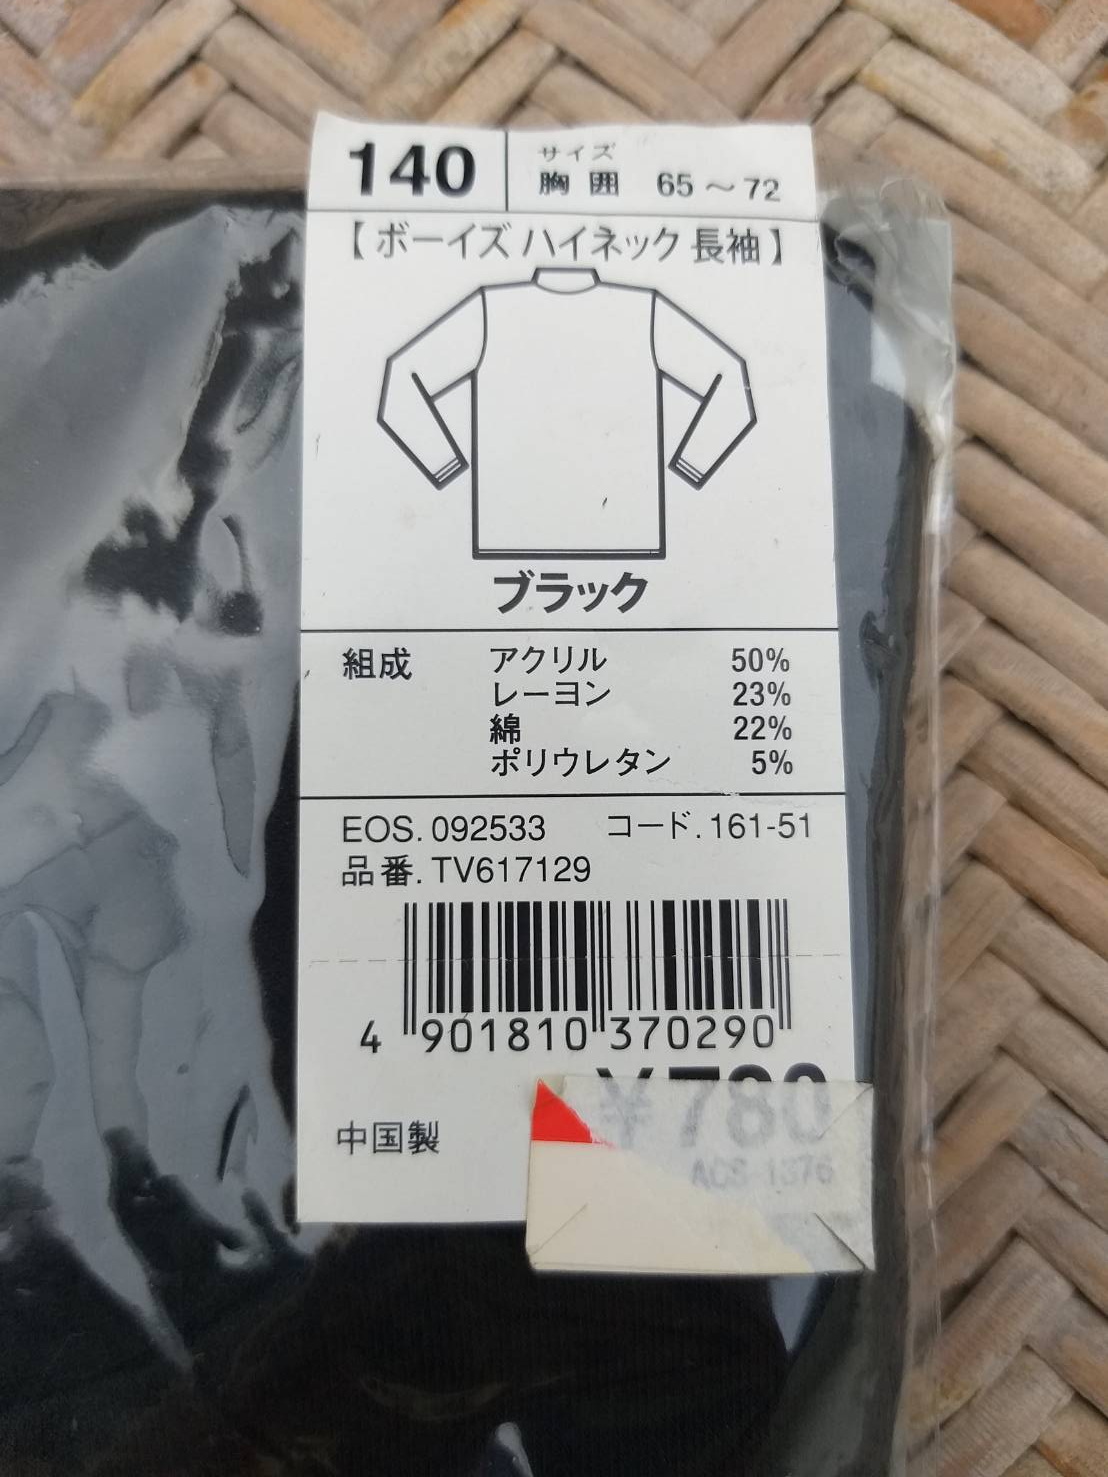 140
サイズ
胸囲 65～72
【ボーイズ ハイネック 長袖】
ブラック
組成 アクリル 50%
レーヨン 23%
綿 22%
ポリウレタン 5%
EOS. 092533 コード. 161-51
品番. TV617129
4 901810 370290
¥780
中国製
ACS-1376